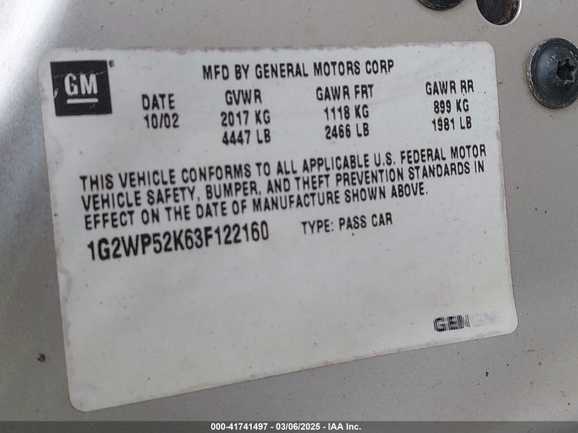 GM
MFD BY GENERAL MOTORS CORP
DATE GVWR GAWR FRT GAWR RR
10/02 2017 KG 1118 KG 899 KG
4447 LB 2466 LB 1981 LB
THIS VEHICLE CONFORMS TO ALL APPLICABLE U.S. FEDERAL MOTOR
VEHICLE SAFETY, BUMPER, AND THEFT PREVENTION STANDARDS IN
EFFECT ON THE DATE OF MANUFACTURE SHOWN ABOVE.
1G2WP52K63F122160 TYPE: PASS CAR
000-41741497 - 03/06/2025 - IAA Inc.